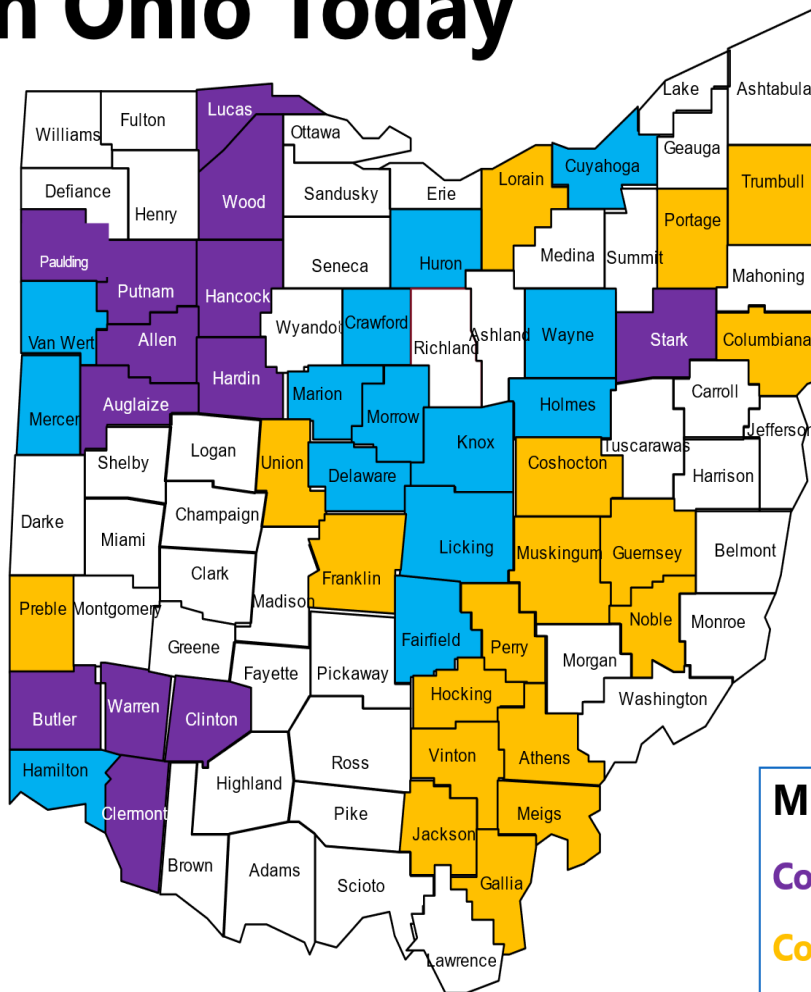 n Ohio Today
Lake
Ashtabula
Lucas
Fulton
Williams
Ottawa
Geauga
Cuyahoga
Lorain
Trumbull
Defiance
Sandusky
Erie
Wood
Henry
Portage
Medina
Summit
Paulding
Seneca
Huron
Mahoning
Putnam
Hancock
Wyandot
Crawford
Ashland
Wayne
Stark
Columbiana
Van Wert
Allen
Richland
Hardin
Marion
Carroll
Auglaize
Holmes
Mercer
Morrow
Jefferson
Knox
Tuscarawas
Logan
Shelby
Union
Coshocton
Delaware
Harrison
Champaign
Darke
Miami
Licking
Muskingum
Guernsey
Belmont
Clark
Franklin
Madison
Preble
Montgomery
Noble
Monroe
Fairfield
Greene
Perry
Morgan
Fayette
Pickaway
Hocking
Washington
Warren
Butler
Clinton
Vinton
Athens
Ross
Hamilton
Highland
Clermont
Pike
Meigs
M
Jackson
Brown
Adams
Scioto
Gallia
Co
Co
Lawrence